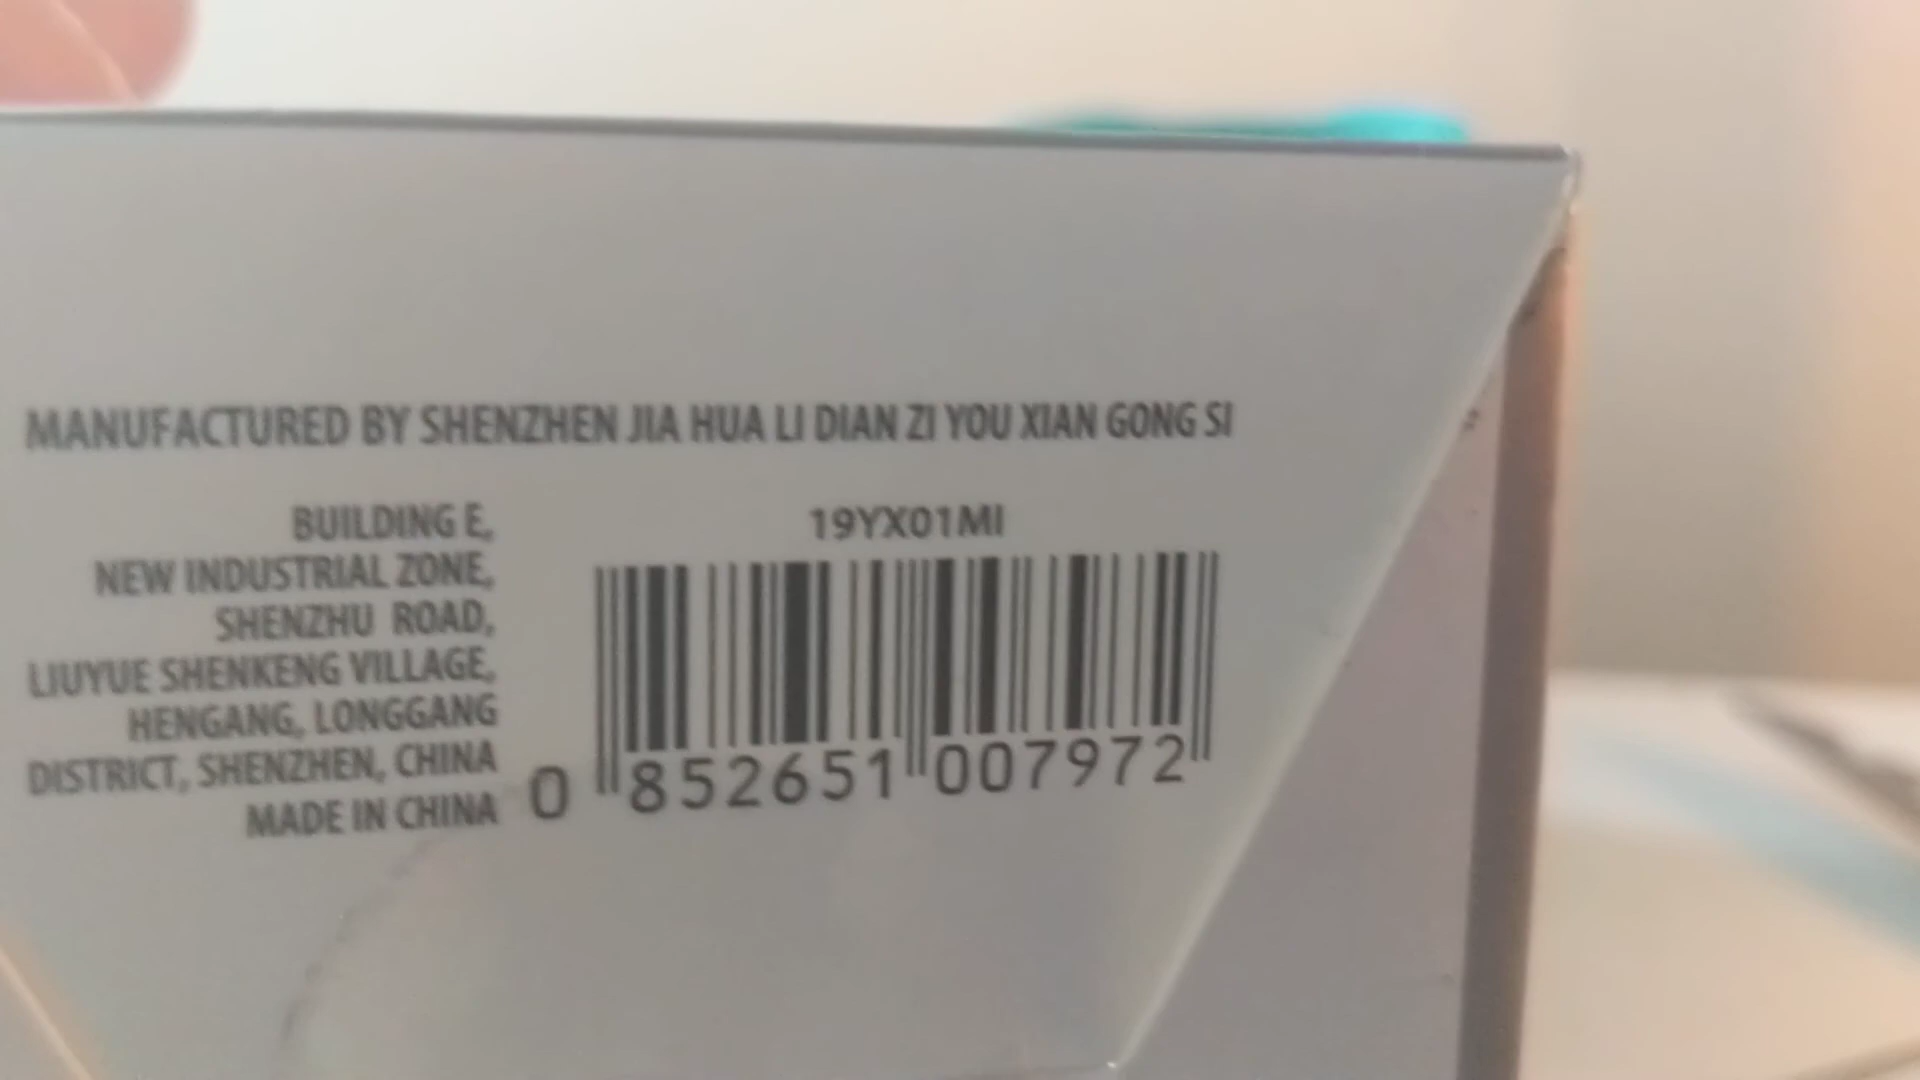 MANUFACTURED BY SHENZHEN JIA HUA LI DIAN ZI YOU XIAN GONG SI
BUILDING E,
NEW INDUSTRIAL ZONE,
SHENZHU ROAD,
LIUYUE SHENKENG VILLAGE,
HENGANG, LONGGANG
DISTRICT, SHENZHEN, CHINA
MADE IN CHINA
19YX01MI
0 852651 007972